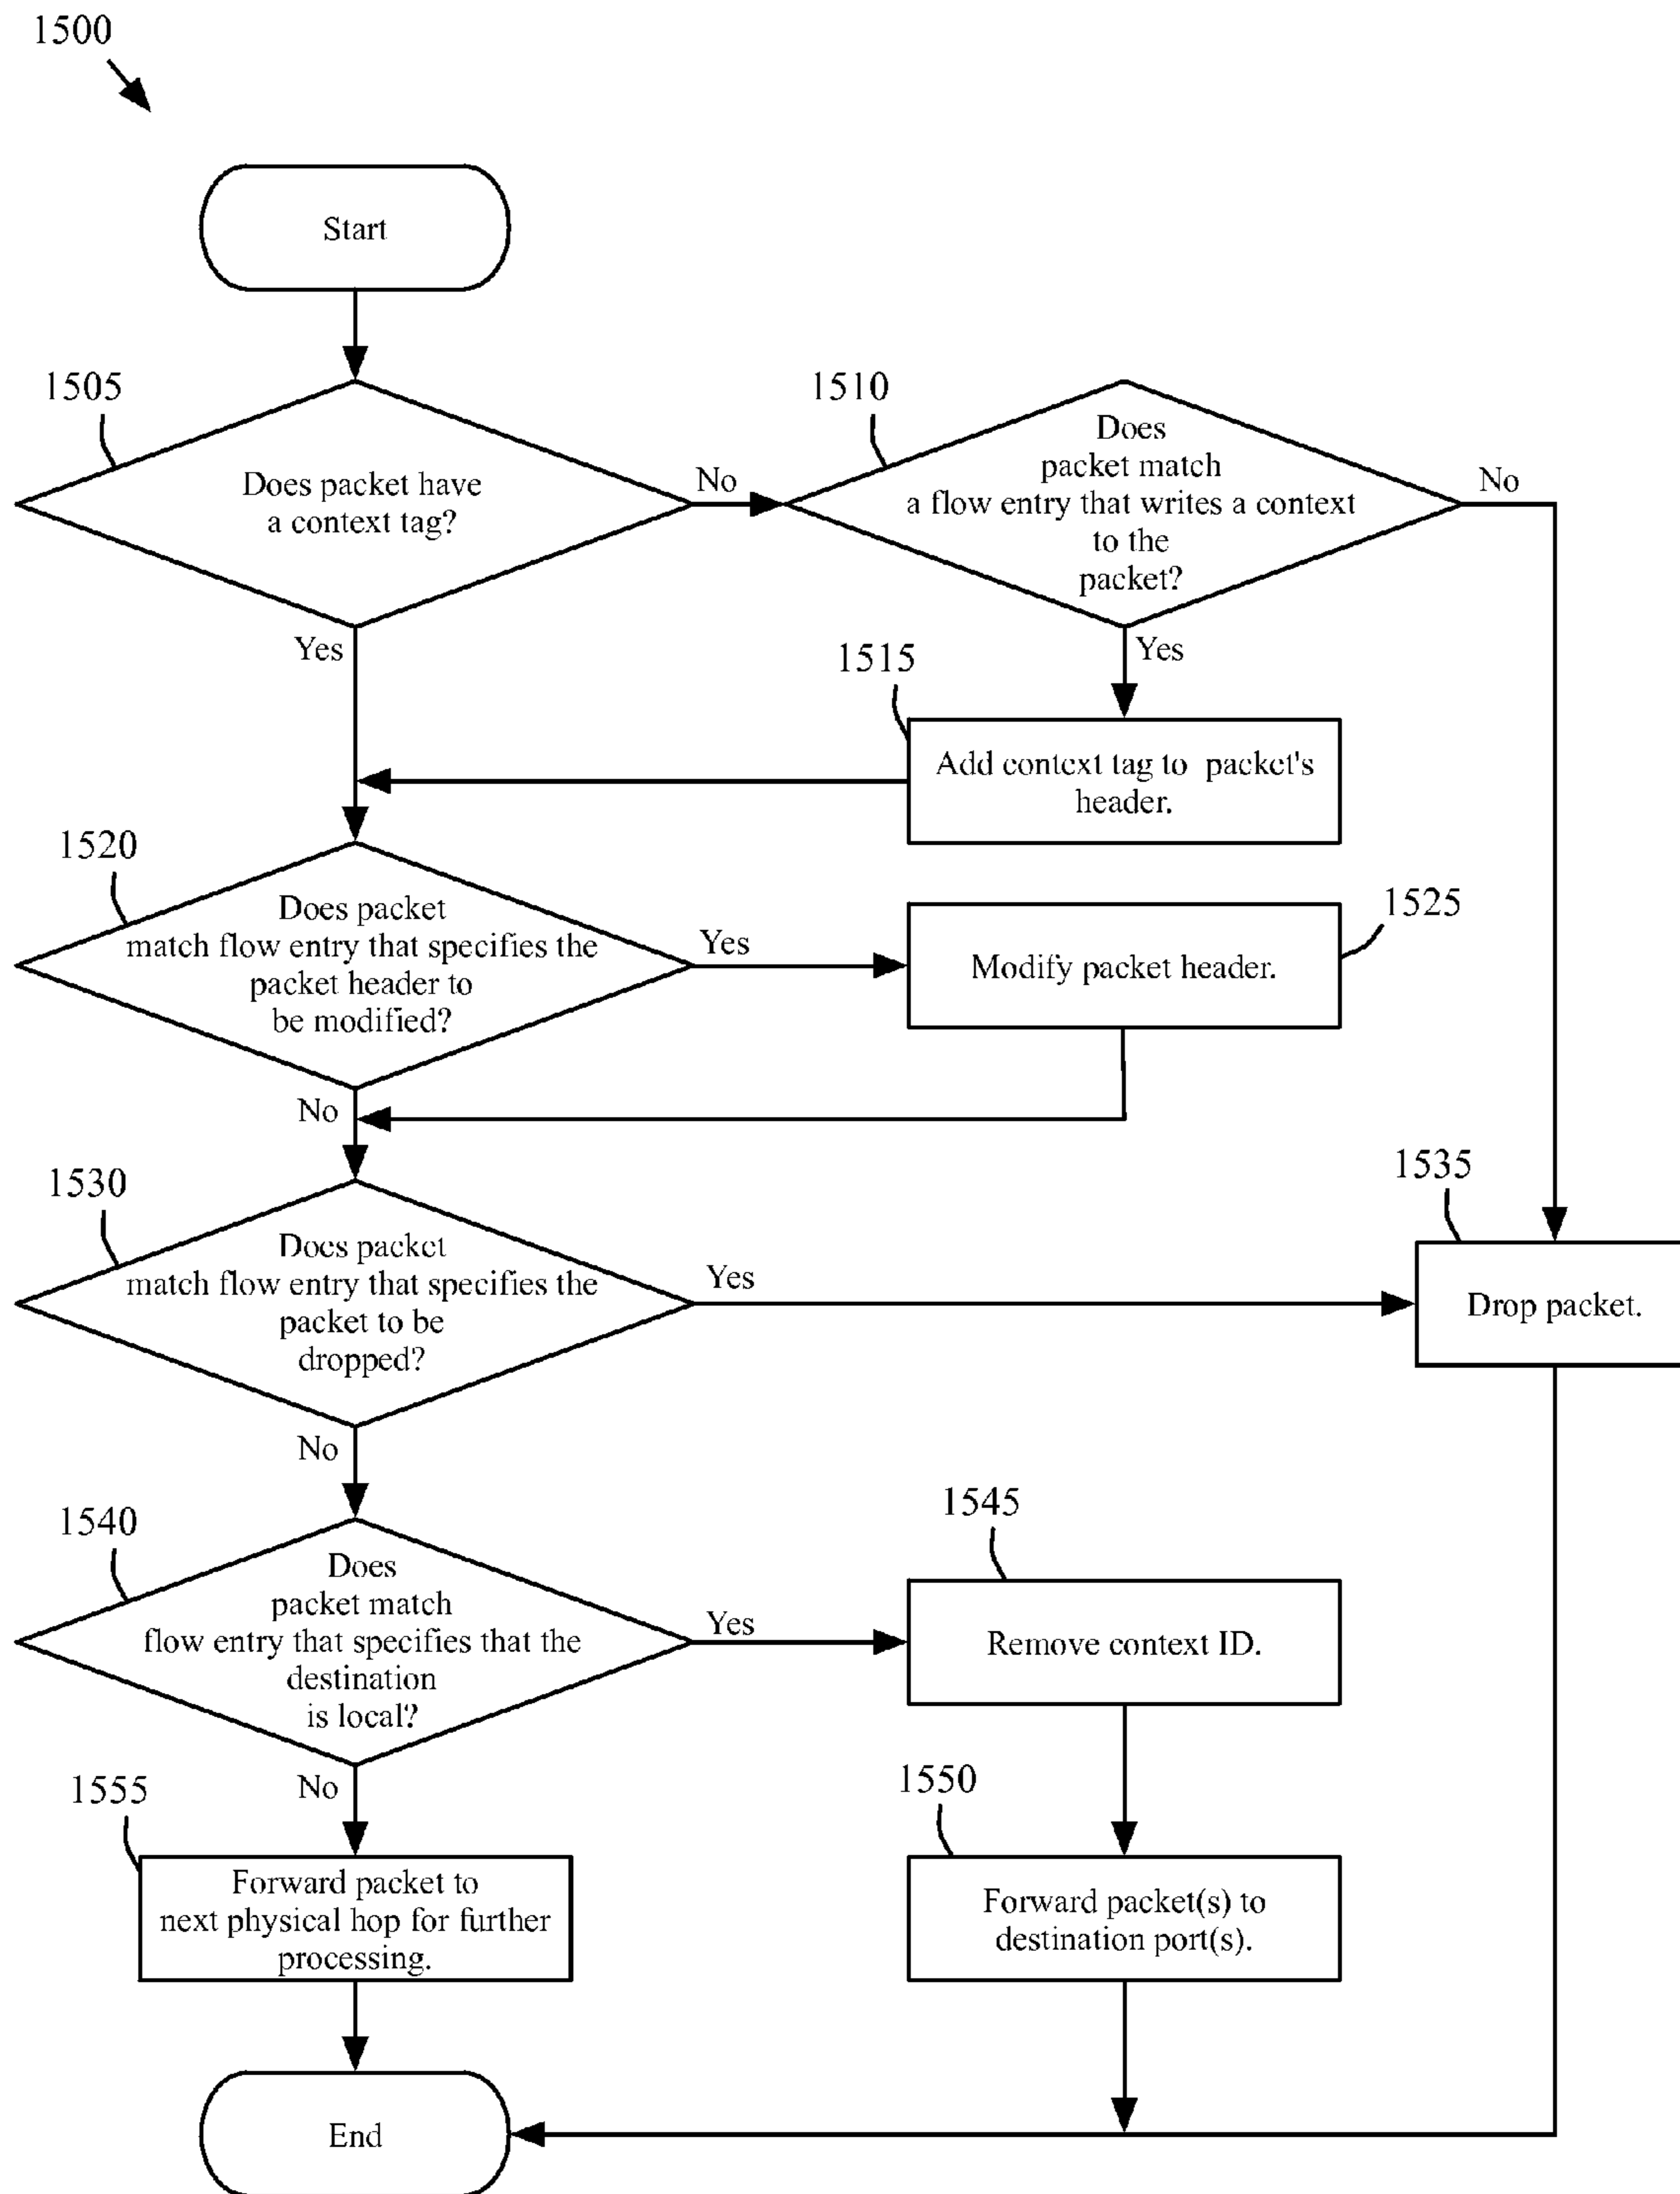 1500
Start
1505
Does packet have
a context tag?
No
1510
Does
packet match
a flow entry that writes a context
to the
packet?
No
Yes
Yes
1515
Add context tag to packet's
header.
1520
Does packet
match flow entry that specifies the
packet header to
be modified?
Yes
1525
Modify packet header.
No
1530
Does packet
match flow entry that specifies the
packet to be
dropped?
Yes
1535
Drop packet.
No
1540
Does
packet match
flow entry that specifies that the
destination
is local?
Yes
1545
Remove context ID.
No
1555
Forward packet to
next physical hop for further
processing.
1550
Forward packet(s) to
destination port(s).
End